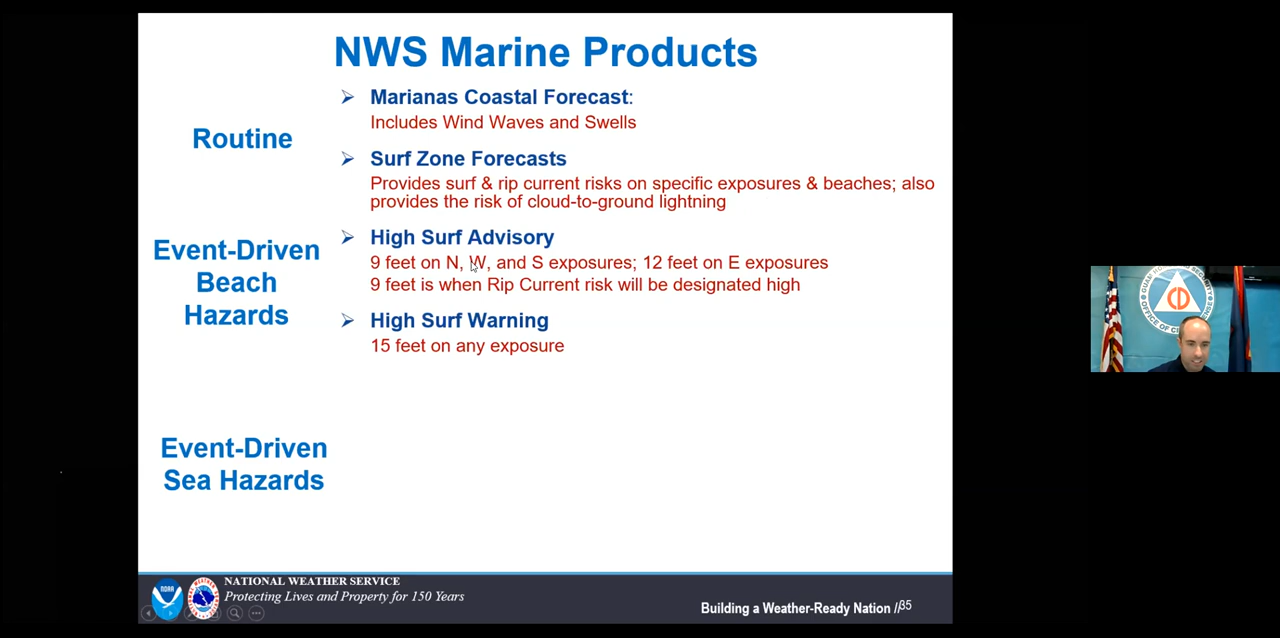 NWS Marine Products
Routine
➢ Marianas Coastal Forecast:
Includes Wind Waves and Swells
➢ Surf Zone Forecasts
Provides surf & rip current risks on specific exposures & beaches; also
provides the risk of cloud-to-ground lightning
Event-Driven
Beach
Hazards
➢ High Surf Advisory
9 feet on N, W, and S exposures; 12 feet on E exposures
9 feet is when Rip Current risk will be designated high
➢ High Surf Warning
15 feet on any exposure
Event-Driven
Sea Hazards
NOAA
NATIONAL WEATHER SERVICE
Protecting Lives and Property for 150 Years
Building a Weather-Ready Nation // 35
CD